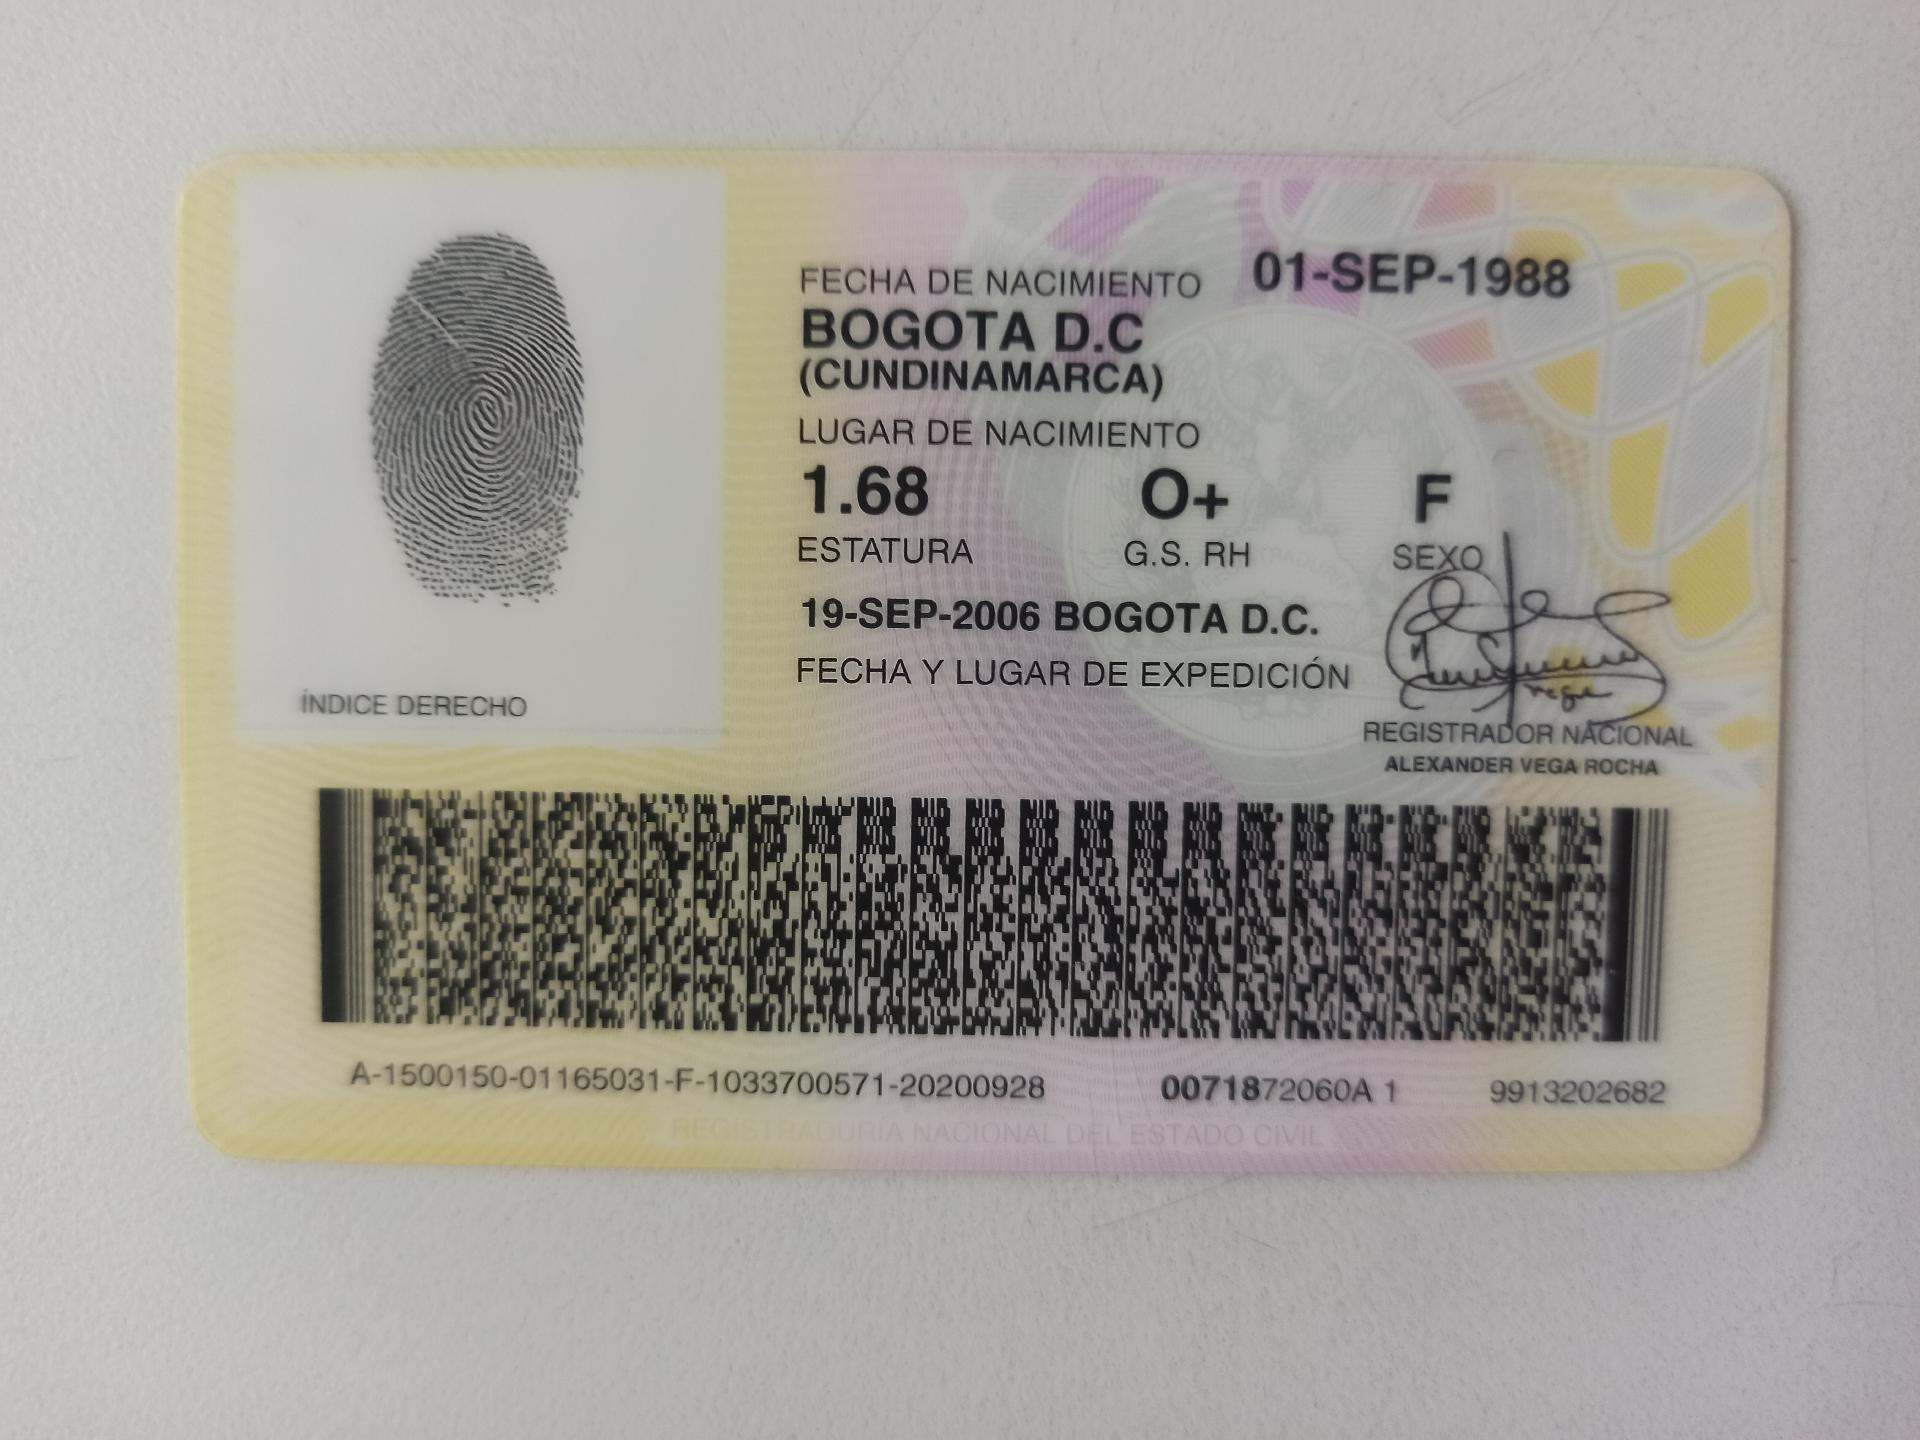 FECHA DE NACIMIENTO 01-SEP-1988
BOGOTA D.C
(CUNDINAMARCA)
LUGAR DE NACIMIENTO
1.68 O+ F
ESTATURA G.S. RH SEXO
19-SEP-2006 BOGOTA D.C.
FECHA Y LUGAR DE EXPEDICIÓN
ÍNDICE DERECHO
REGISTRADOR NACIONAL
ALEXANDER VEGA ROCHA
A-1500150-01165031-F-1033700571-20200928 0071872060A 1 9913202682
REGISTRADURIA NACIONAL DEL ESTADO CIVIL